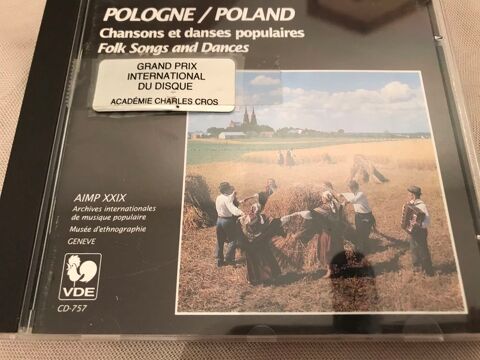 POLOGNE / POLAND
Chansons et danses populaires
Folk Songs and Dances
GRAND PRIX
INTERNATIONAL
DU DISQUE
ACADÉMIE CHARLES CROS
AIMP XXIX
Archives internationales
de musique populaire
Musée d'ethnographie
GENEVE
VDE
CD-757